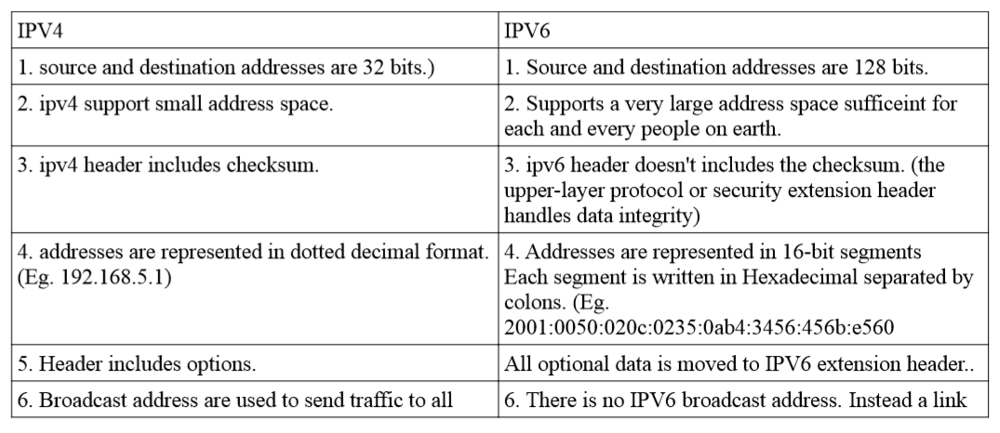 IPV4
IPV6
1. source and destination addresses are 32 bits.)
1. Source and destination addresses are 128 bits.
2. ipv4 support small address space.
2. Supports a very large address space sufficeint for
each and every people on earth.
3. ipv4 header includes checksum.
3. ipv6 header doesn't includes the checksum. (the
upper-layer protocol or security extension header
handles data integrity)
4. addresses are represented in dotted decimal format.
(Eg. 192.168.5.1)
4. Addresses are represented in 16-bit segments
Each segment is written in Hexadecimal separated by
colons. (Eg.
2001:0050:020c:0235:0ab4:3456:456b:e560
5. Header includes options.
All optional data is moved to IPV6 extension header..
6. Broadcast address are used to send traffic to all
6. There is no IPV6 broadcast address. Instead a link